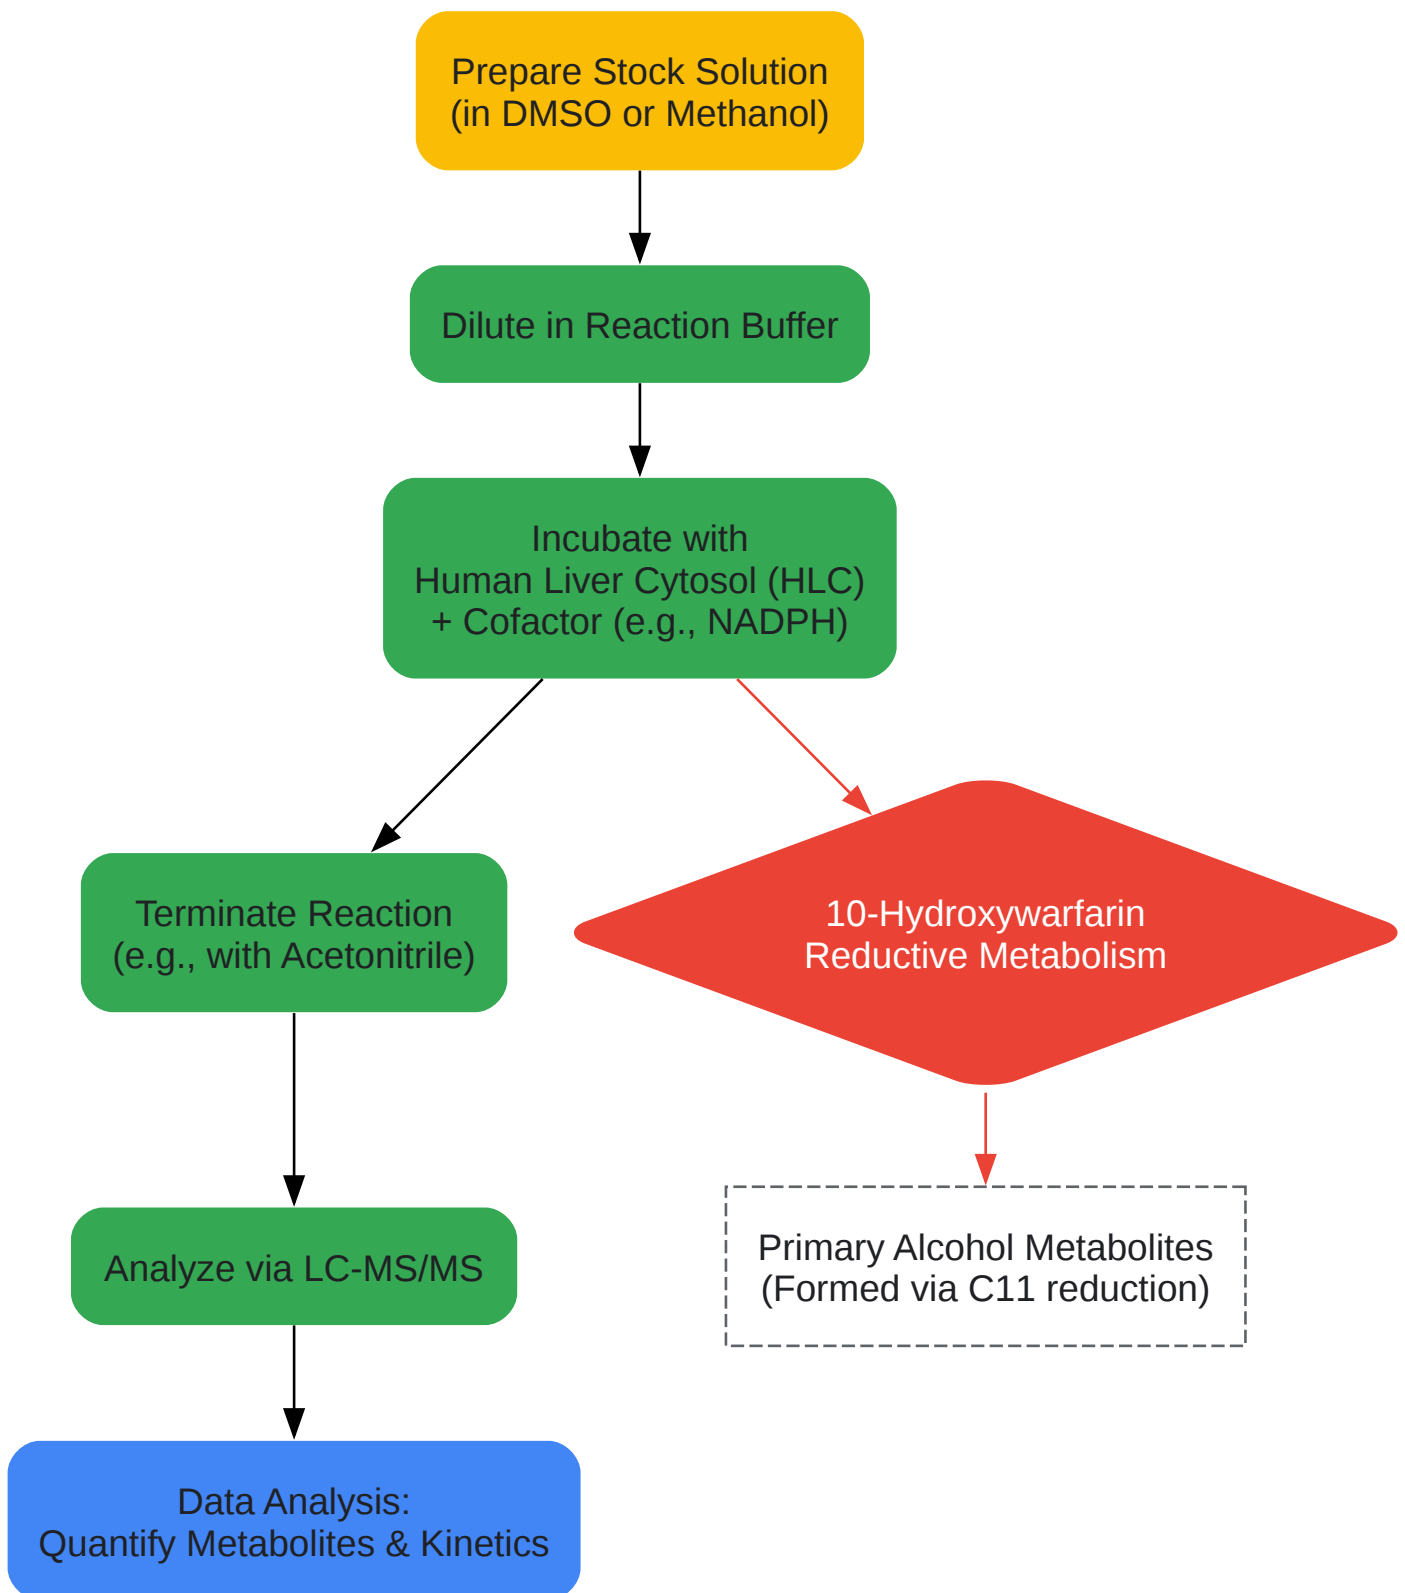 Prepare Stock Solution
(in DMSO or Methanol)
Dilute in Reaction Buffer
Incubate with
Human Liver Cytosol (HLC)
+ Cofactor (e.g., NADPH)
Terminate Reaction
(e.g., with Acetonitrile)
10-Hydroxywarfarin
Reductive Metabolism
Analyze via LC-MS/MS
Primary Alcohol Metabolites
(Formed via C11 reduction)
Data Analysis:
Quantify Metabolites & Kinetics